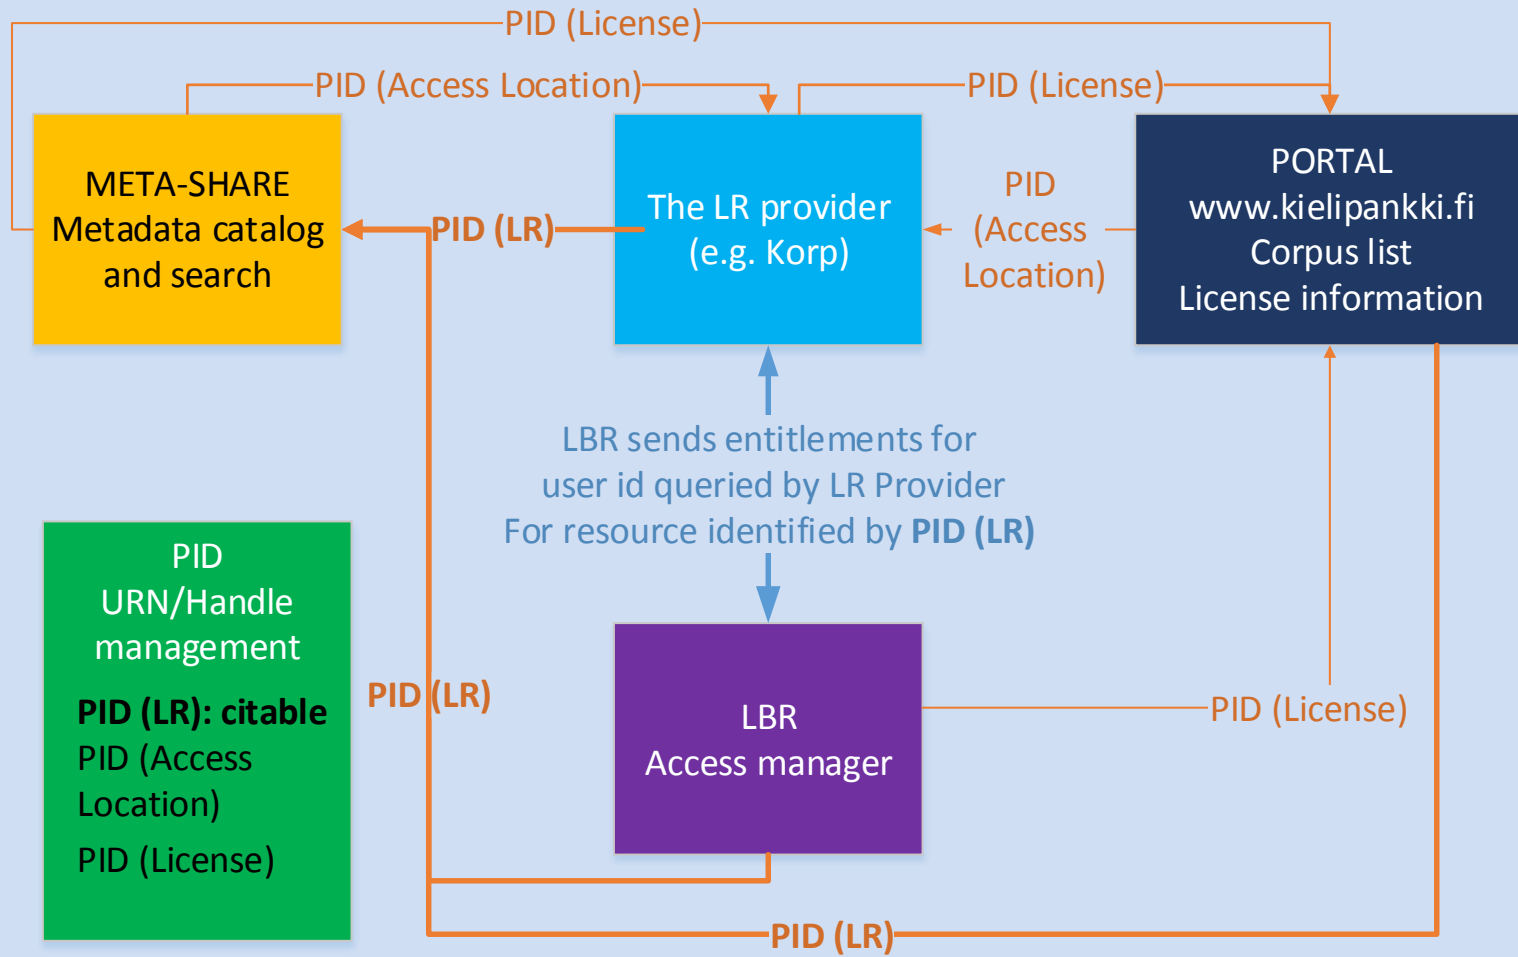 PID (License)
PID (Access Location)
PID (License)
META-SHARE
Metadata catalog
and search
PID (LR)
The LR provider
(e.g. Korp)
PID
(Access
Location)
PORTAL
www.kielipankki.fi
Corpus list
License information
LBR sends entitlements for
user id queried by LR Provider
For resource identified by PID (LR)
PID
URN/Handle
management
PID (LR): citable
PID (Access
Location)
PID (License)
PID (LR)
LBR
Access manager
PID (License)
PID (LR)